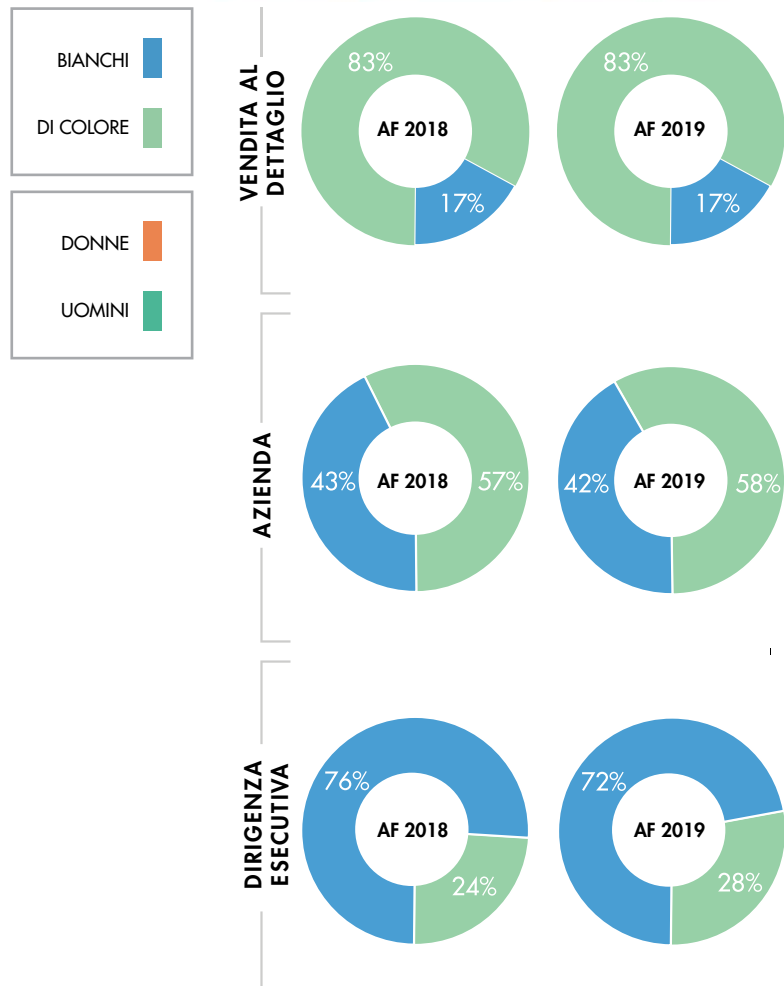 BIANCHI
DI COLORE
DONNE
UOMINI
VENDITA AL
DETTAGLIO
83%
AF 2018
17%
83%
AF 2019
17%
AZIENDA
43%
AF 2018
57%
42%
AF 2019
58%
DIRIGENZA
ESECUTIVA
76%
AF 2018
24%
72%
AF 2019
28%